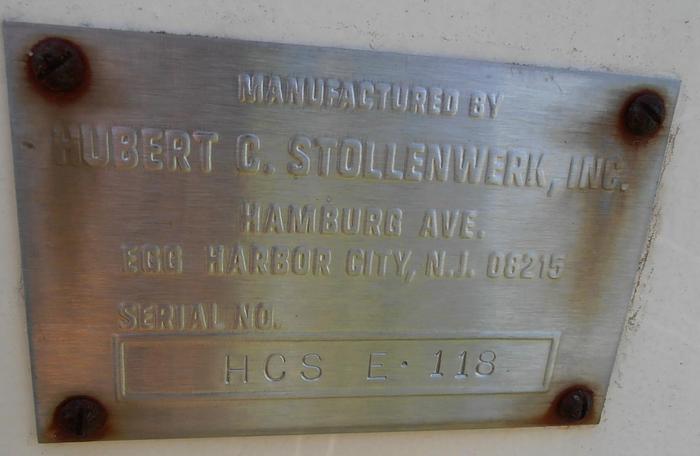 MANUFACTURED BY
HUBERT C. STOLLENWERK, INC.
HAMBURG AVE.
EGG HARBOR CITY, N.J. 08215
SERIAL NO.
HCS E· 118